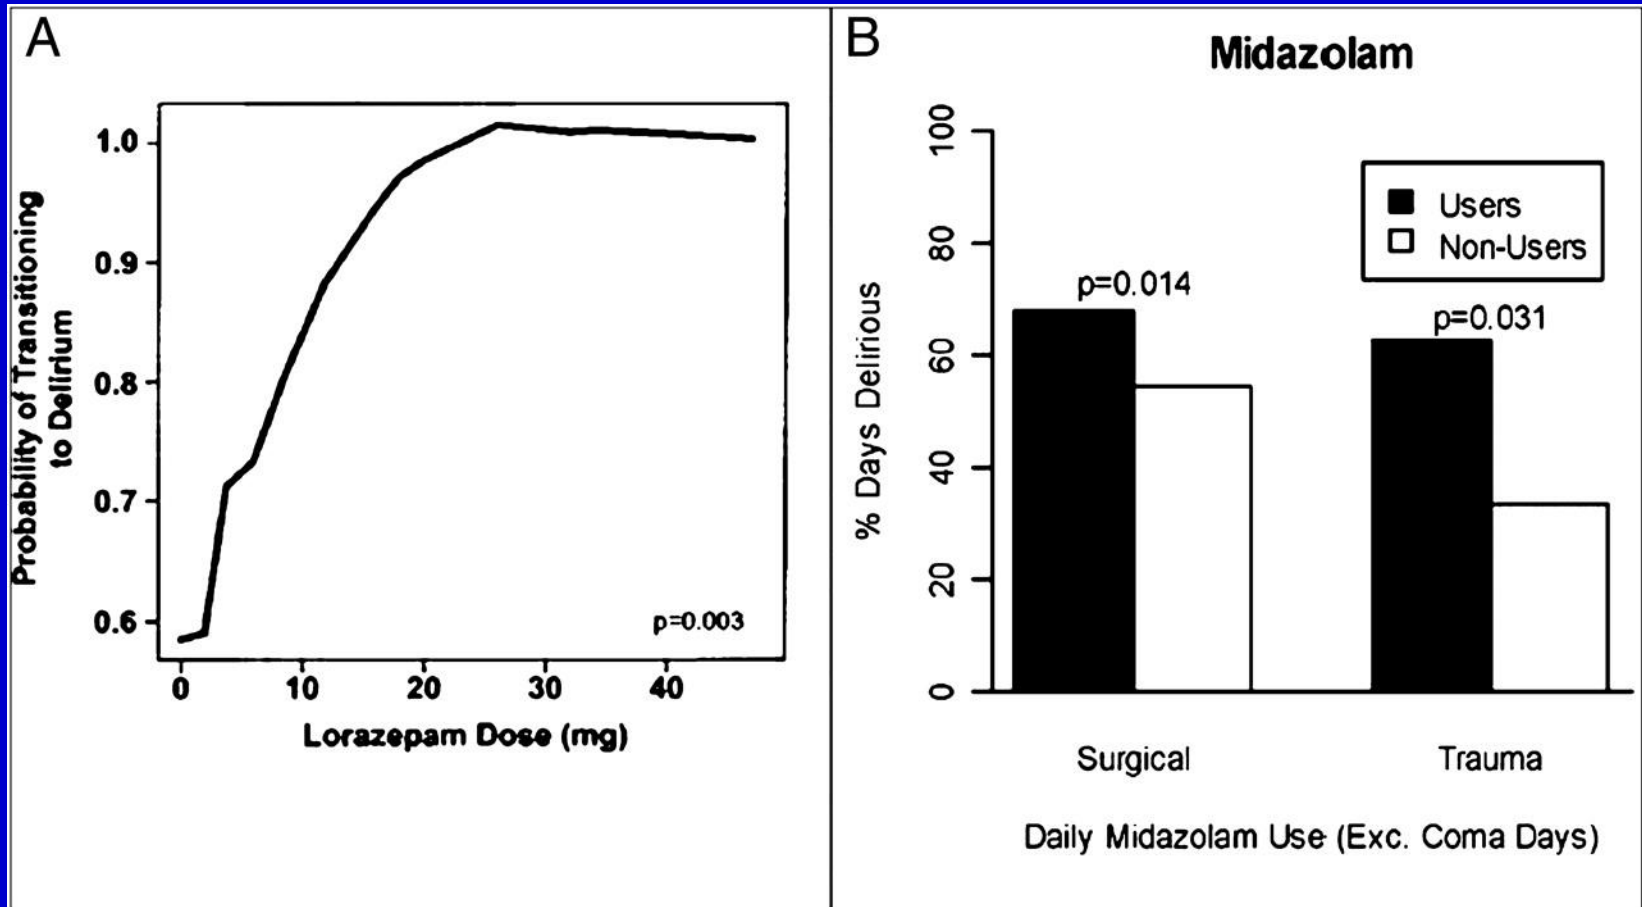 A
Probability of Transitioning
to Delirium
1.0
0.9
0.8
0.7
0.6
p=0.003
0 10 20 30 40
Lorazepam Dose (mg)
B
Midazolam
% Days Delirious
100
80
60
40
20
0
Users
Non-Users
p=0.014
p=0.031
Surgical Trauma
Daily Midazolam Use (Exc. Coma Days)